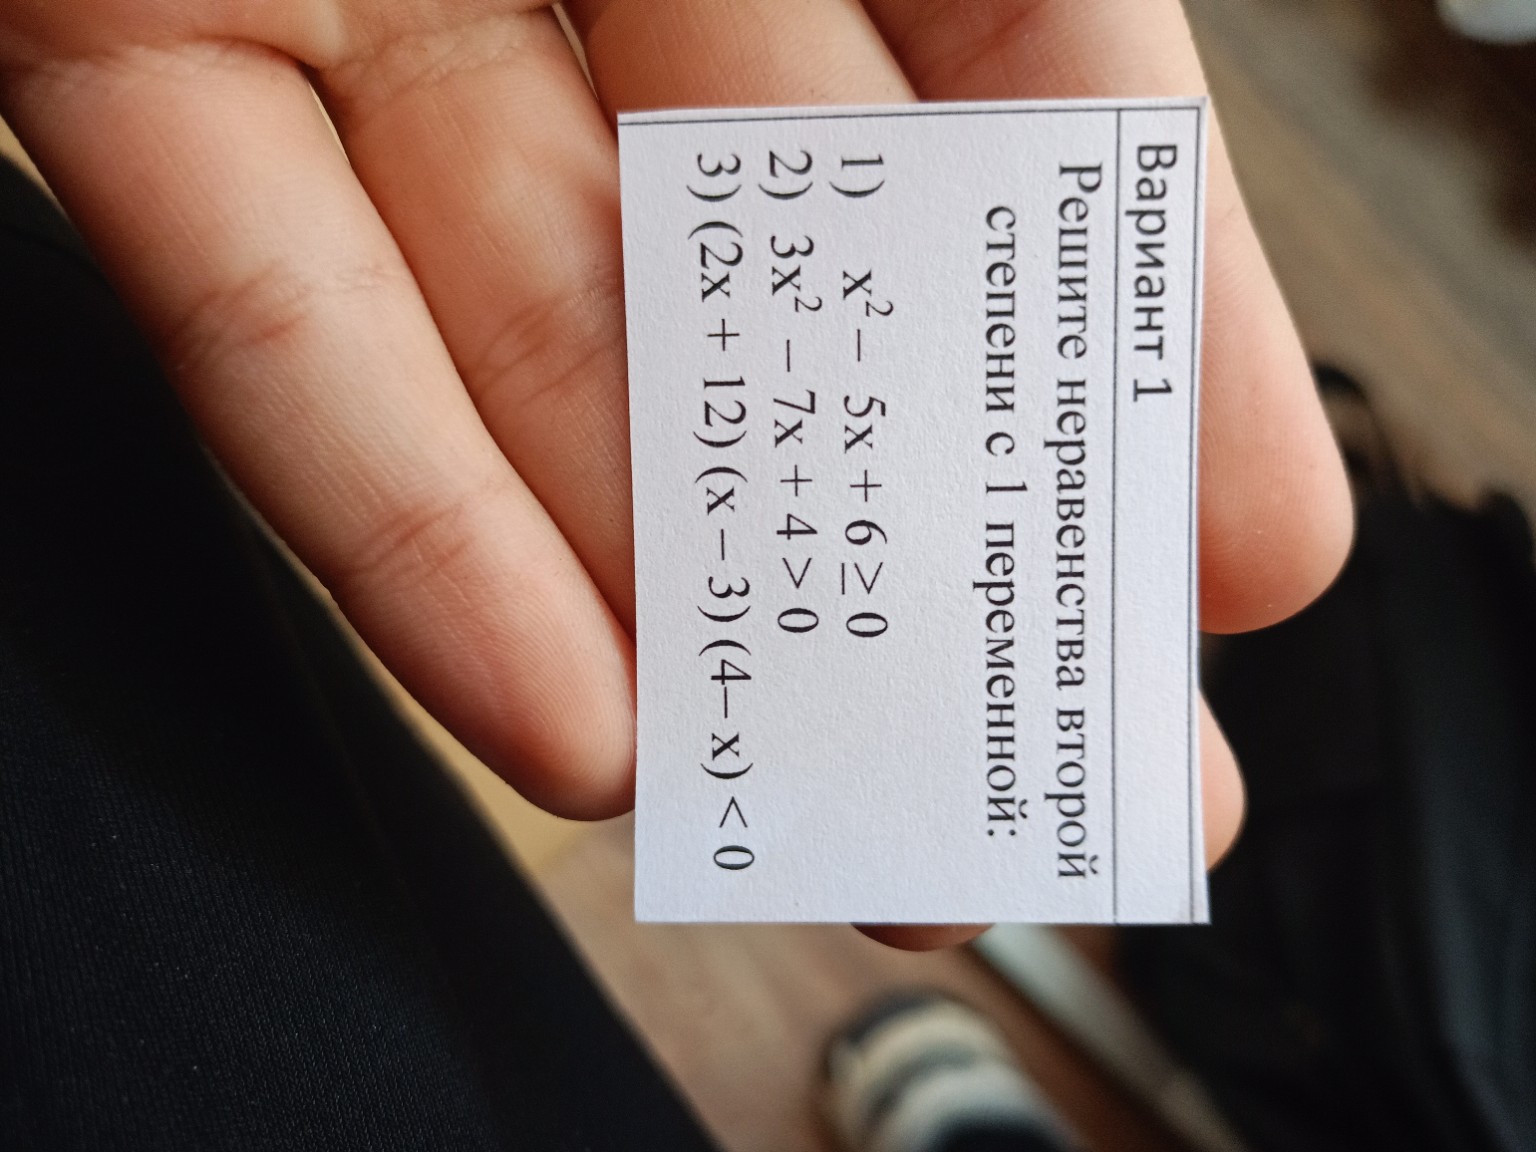 Вариант 1
Решите неравенства второй
степени с 1 переменной:
1) x² – 5x + 6 ≥ 0
2) 3x² – 7x + 4 > 0
3) (2x + 12) (x – 3) (4– x) < 0